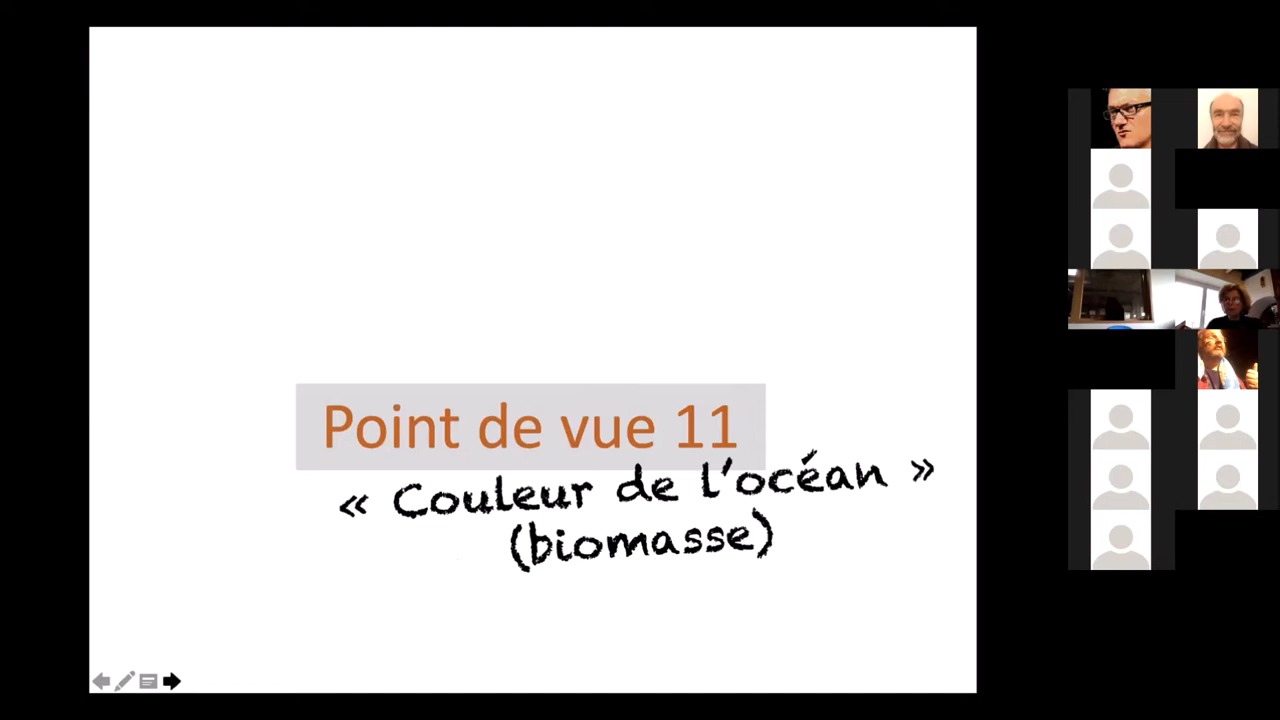 Point de vue 11
« Couleur de l'océan »
(biomasse)